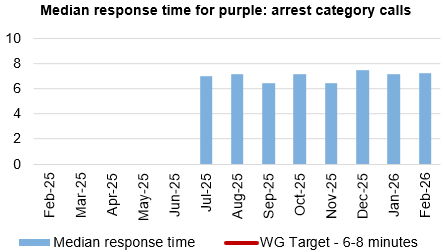 Median response time for purple: arrest category calls
10
8
6
4
2
0
Feb-25
Mar-25
Apr-25
May-25
Jun-25
Jul-25
Aug-25
Sep-25
Oct-25
Nov-25
Dec-25
Jan-26
Feb-26
Median response time
WG Target - 6-8 minutes